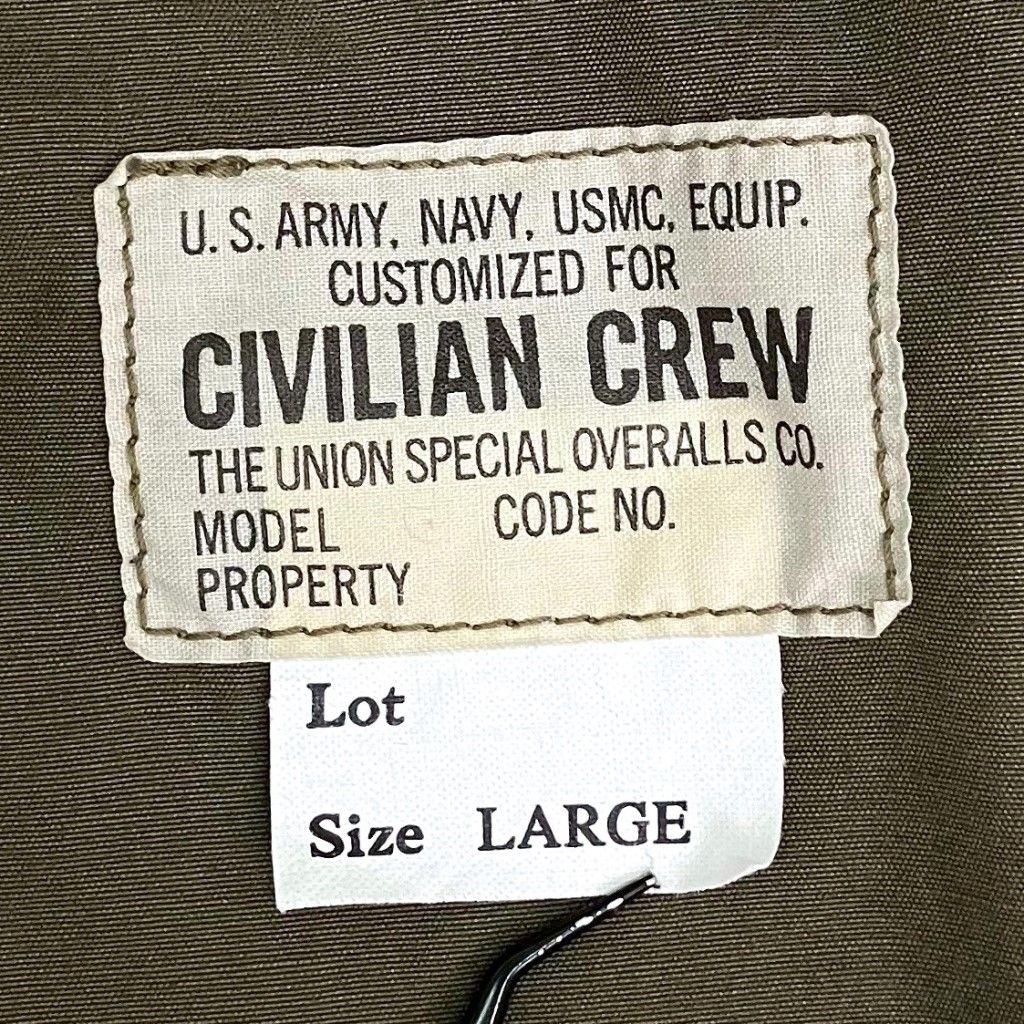 U. S. ARMY, NAVY, USMC, EQUIP.
CUSTOMIZED FOR
CIVILIAN CREW
THE UNION SPECIAL OVERALLS CO.
MODEL CODE NO.
PROPERTY
Lot
Size LARGE